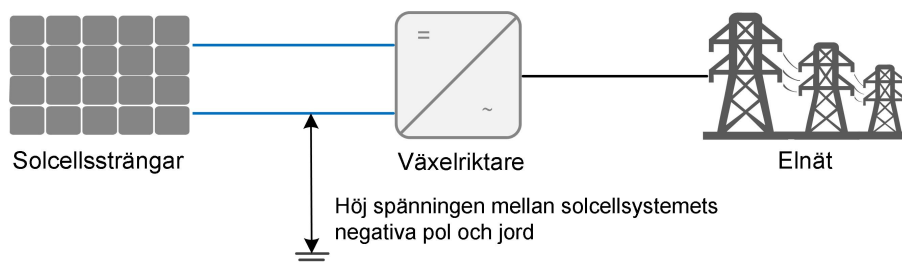 =
~
Solcellssträngar
Växelriktare
Elnät
Höj spänningen mellan solcellsystemets
negativa pol och jord